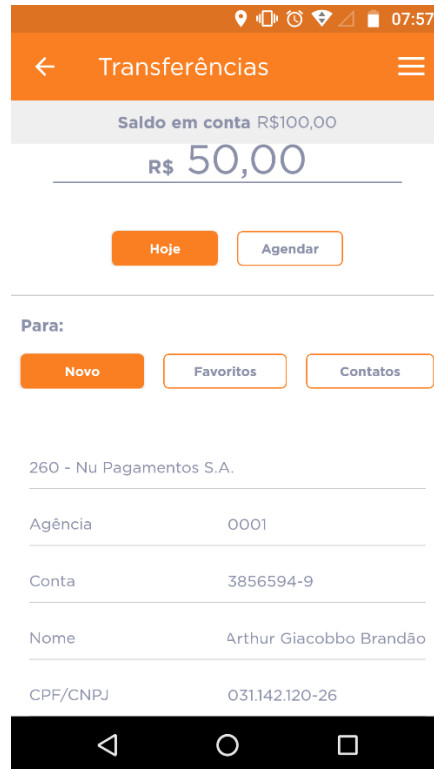 07:57
Transferências
Saldo em conta R$100,00
R$ 50,00
Hoje Agendar
Para:
Novo Favoritos Contatos
260 - Nu Pagamentos S.A.
Agência 0001
Conta 3856594-9
Nome Arthur Giacobbo Brandão
CPF/CNPJ 031.142.120-26